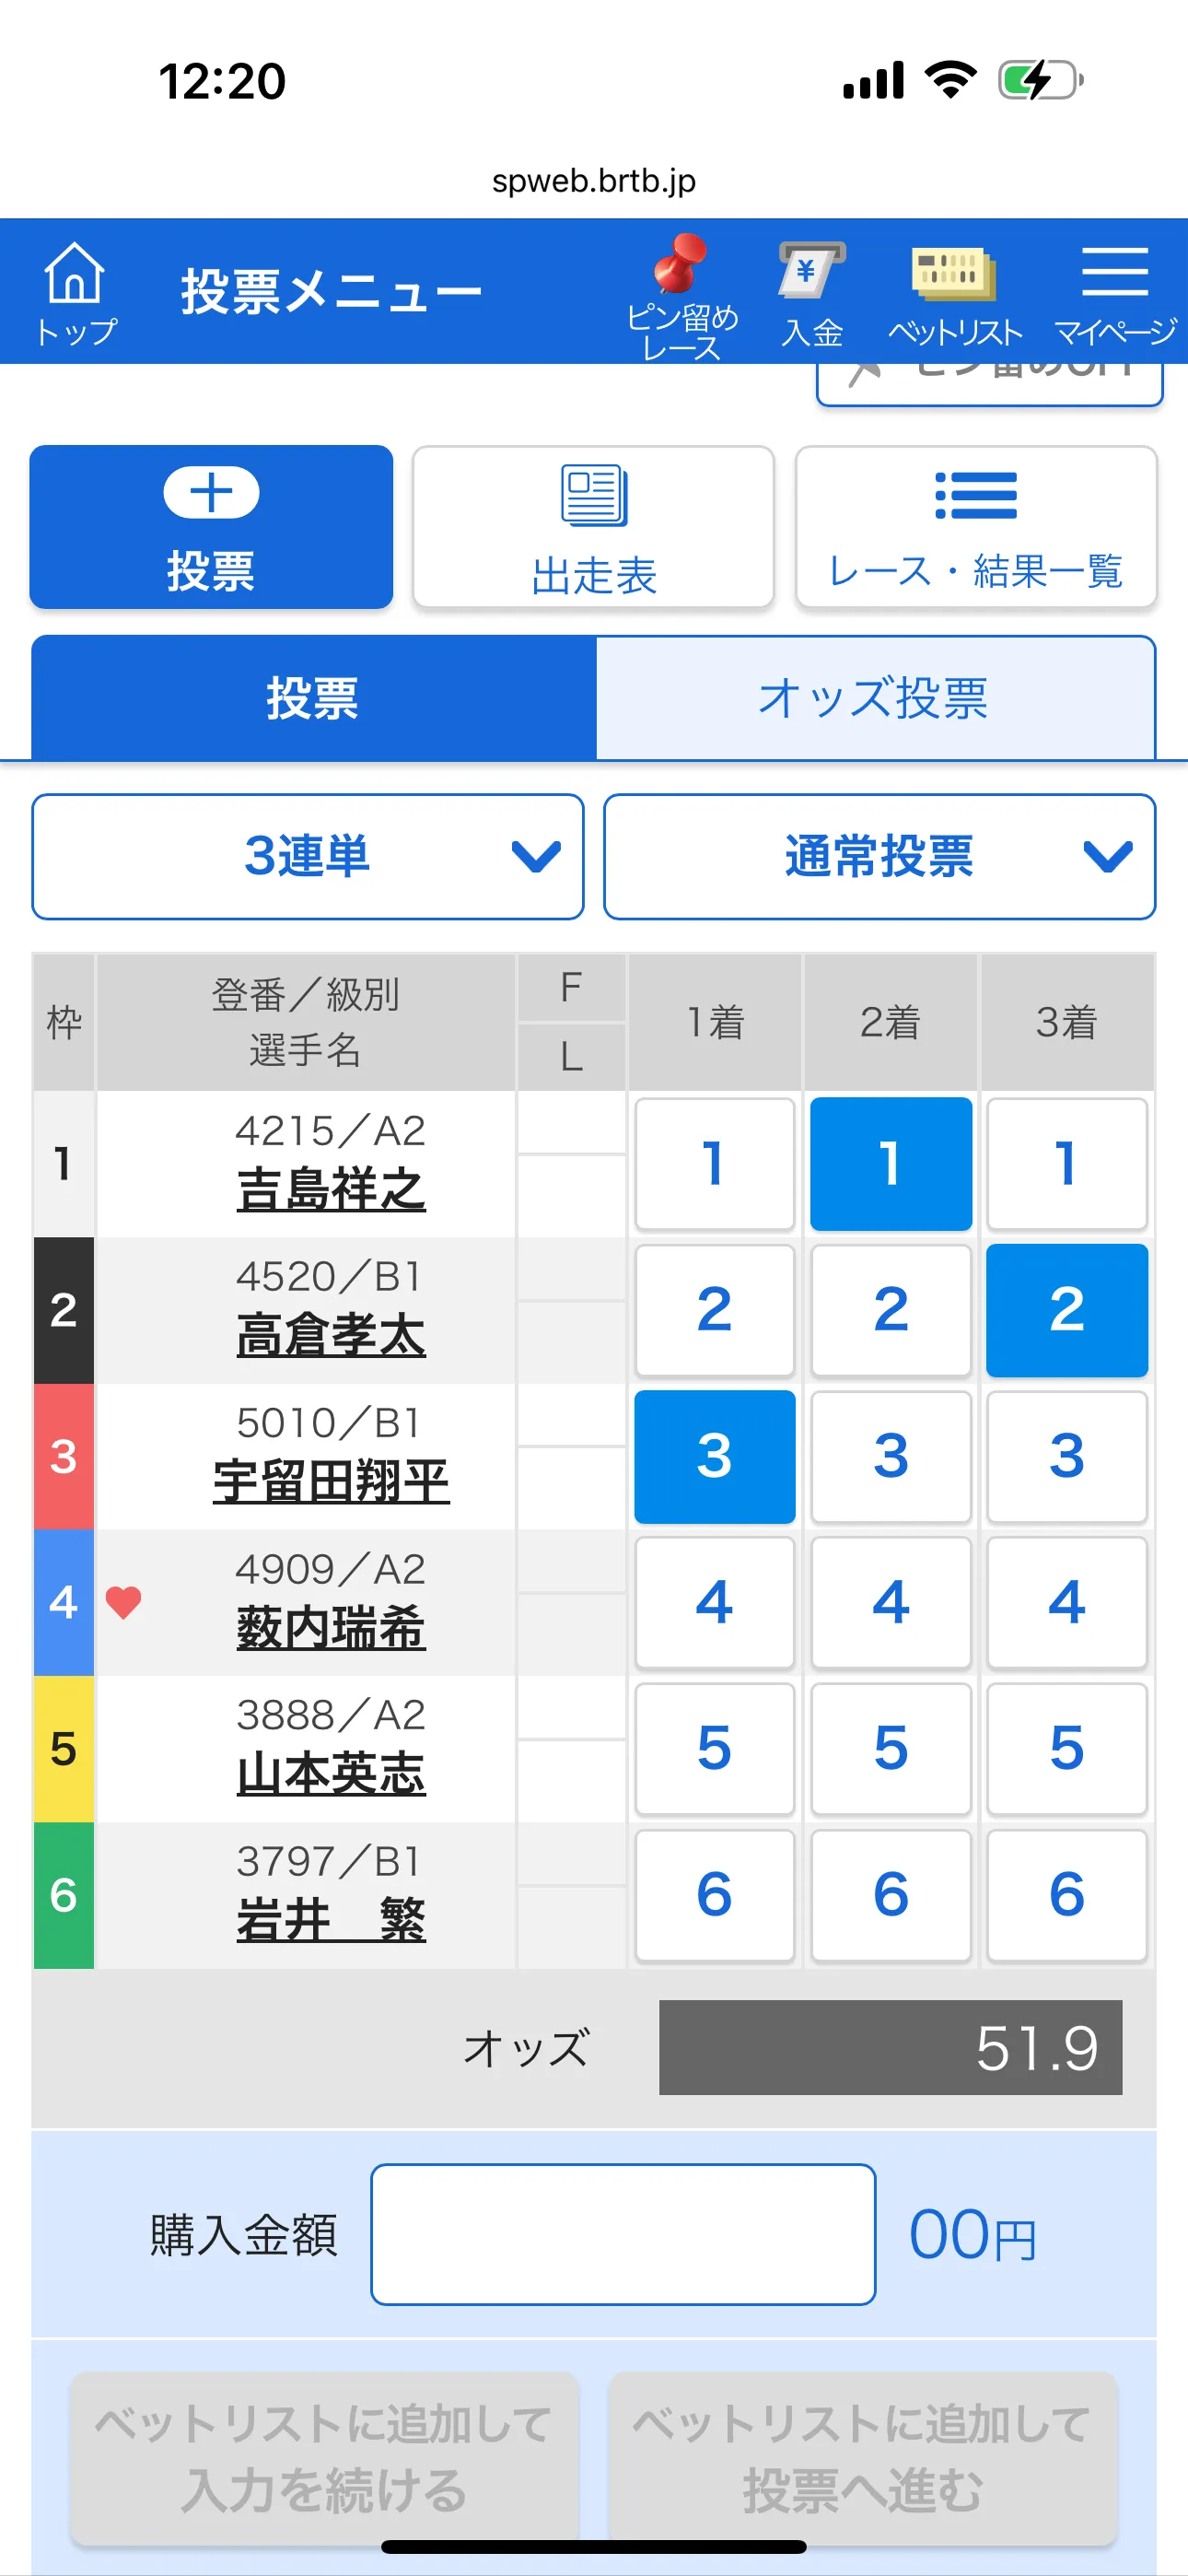 12:20
spweb.brtb.jp
トップ
投票メニュー
ピン留め
レース
入金
ベットリスト
マイページ
ピン留めOFF
投票
出走表
レース・結果一覧
投票
オッズ投票
3連単
通常投票
枠
登番／級別
選手名
F
L
1着
2着
3着
1
4215／A2
吉島祥之
1
1
1
2
4520／B1
高倉孝太
2
2
2
3
5010／B1
宇留田翔平
3
3
3
4
4909／A2
薮内瑞希
4
4
4
5
3888／A2
山本英志
5
5
5
6
3797／B1
岩井　繁
6
6
6
オッズ
51.9
購入金額
00円
ベットリストに追加して
入力を続ける
ベットリストに追加して
投票へ進む